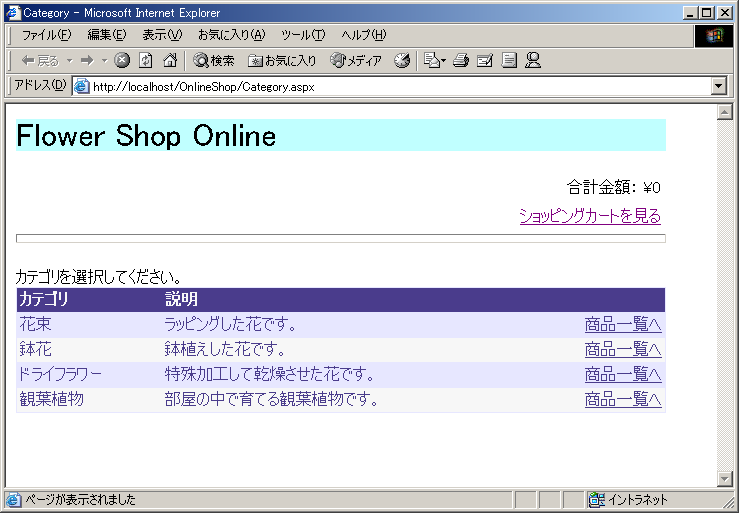 Category - Microsoft Internet Explorer
ファイル(F) 編集(E) 表示(V) お気に入り(A) ツール(T) ヘルプ(H)
戻る 検索 お気に入り メディア
アドレス(D) http://localhost/OnlineShop/Category.aspx
Flower Shop Online
合計金額: ¥0
ショッピングカートを見る
カテゴリを選択してください。
カテゴリ 説明
花束 ラッピングした花です。 商品一覧へ
鉢花 鉢植えした花です。 商品一覧へ
ドライフラワー 特殊加工して乾燥させた花です。 商品一覧へ
観葉植物 部屋の中で育てる観葉植物です。 商品一覧へ
ページが表示されました イントラネット